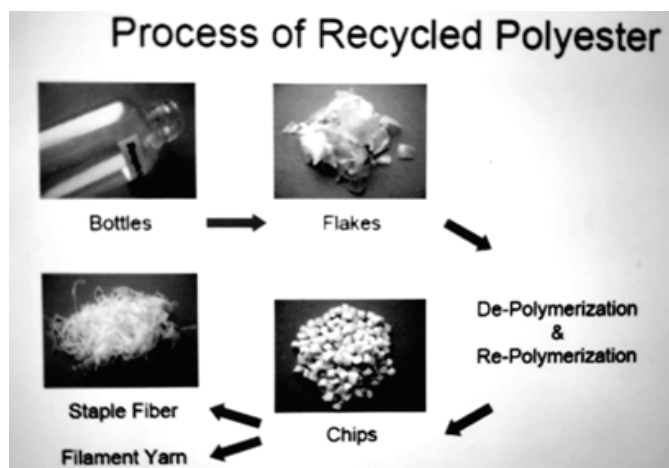 Process of Recycled Polyester
Bottles
Flakes
De-Polymerization
&
Re-Polymerization
Chips
Staple Fiber
Filament Yarn